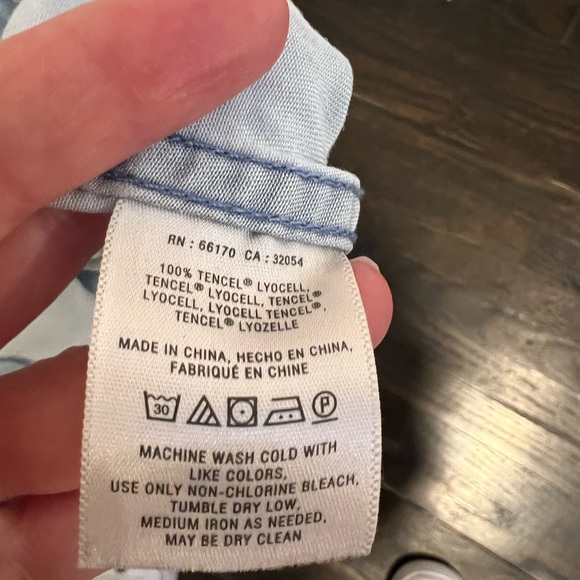 RN : 66170 CA : 32054
100% TENCEL® LYOCELL,
TENCEL® LYOCELL, TENCEL®
LYOCELL, LYOCELL TENCEL®,
TENCEL® LYOZELLE
MADE IN CHINA, HECHO EN CHINA,
FABRIQUÉ EN CHINE
30 P
MACHINE WASH COLD WITH
LIKE COLORS,
USE ONLY NON-CHLORINE BLEACH,
TUMBLE DRY LOW,
MEDIUM IRON AS NEEDED,
MAY BE DRY CLEAN